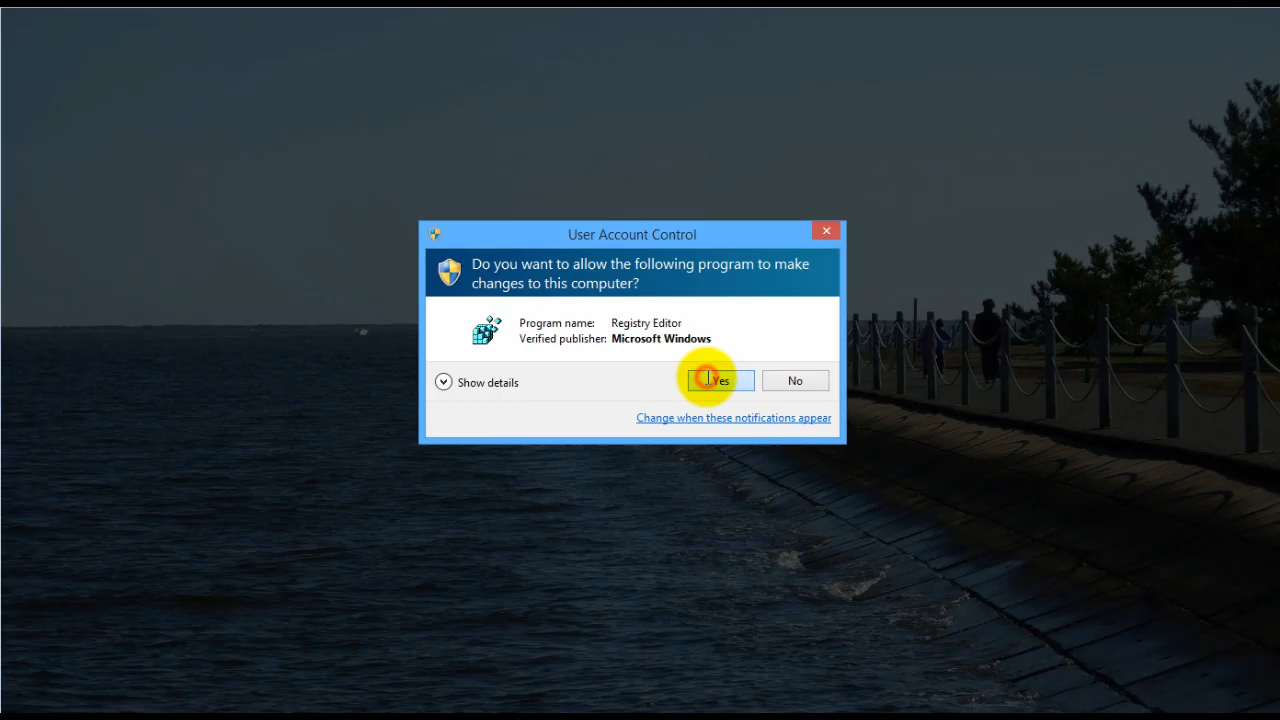 User Account Control
Do you want to allow the following program to make
changes to this computer?
Program name: Registry Editor
Verified publisher: Microsoft Windows
Show details
Yes
No
Change when these notifications appear